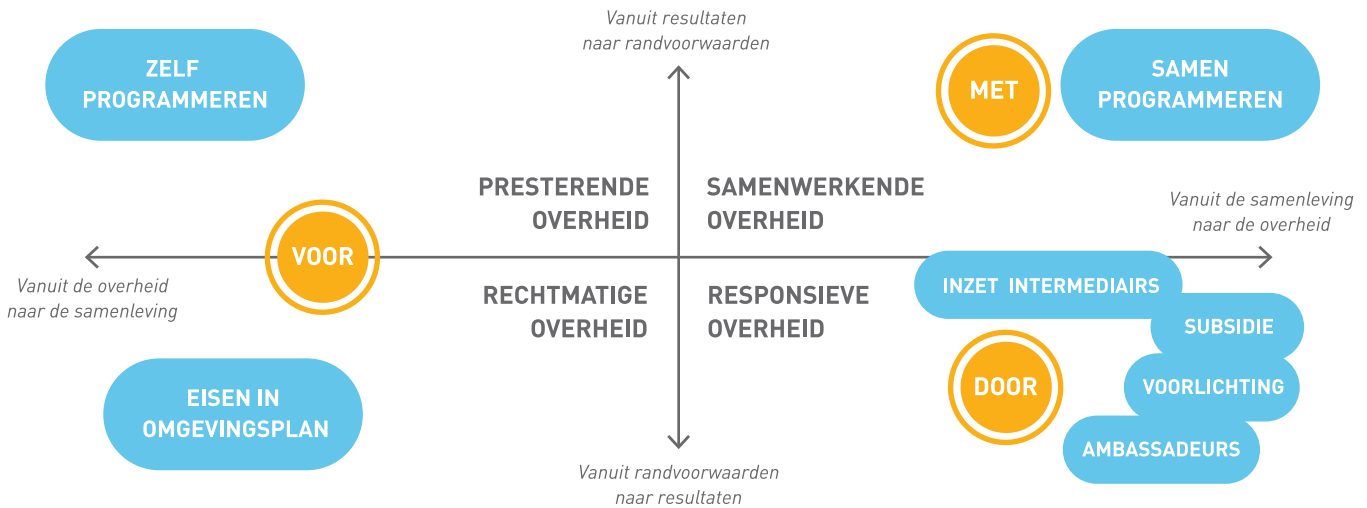 Vanuit resultaten
naar randvoorwaarden
ZELF
PROGRAMMEREN
MET
SAMEN
PROGRAMMEREN
PRESTERENDE
OVERHEID
SAMENWERKENDE
OVERHEID
Vanuit de samenleving
naar de overheid
VOOR
Vanuit de overheid
naar de samenleving
RECHTMATIGE
OVERHEID
RESPONSIEVE
OVERHEID
INZET INTERMEDIAIRS
SUBSIDIE
DOOR
VOORLICHTING
AMBASSADEURS
EISEN IN
OMGEVINGSPLAN
Vanuit randvoorwaarden
naar resultaten